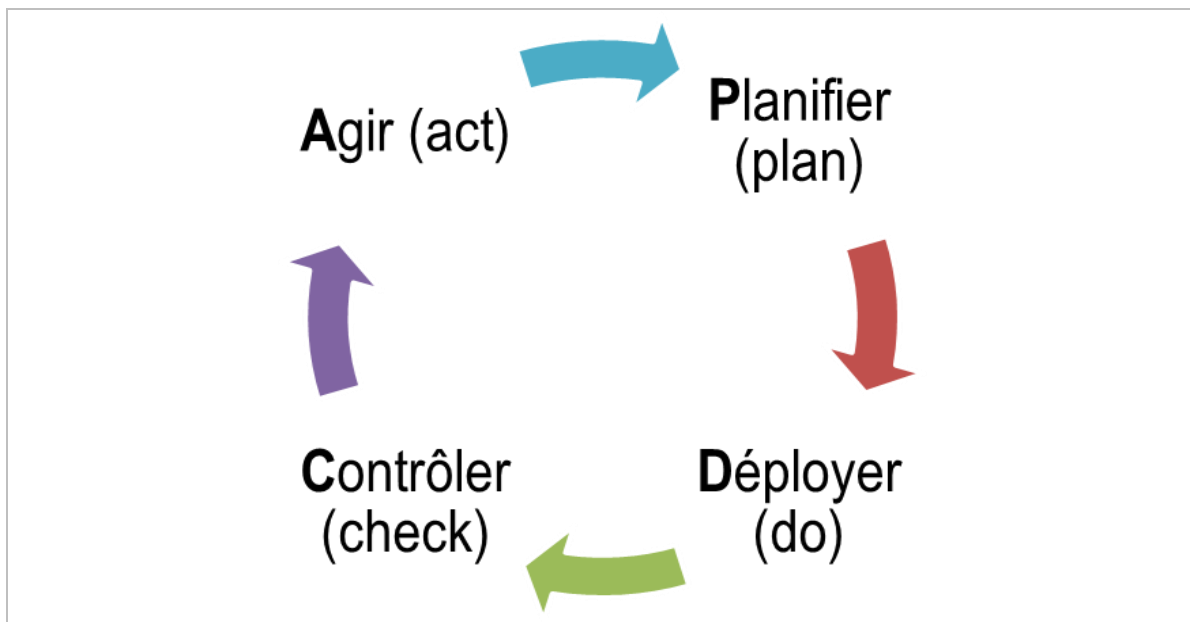 Agir (act)
Planifier
(plan)
Déployer
(do)
Contrôler
(check)